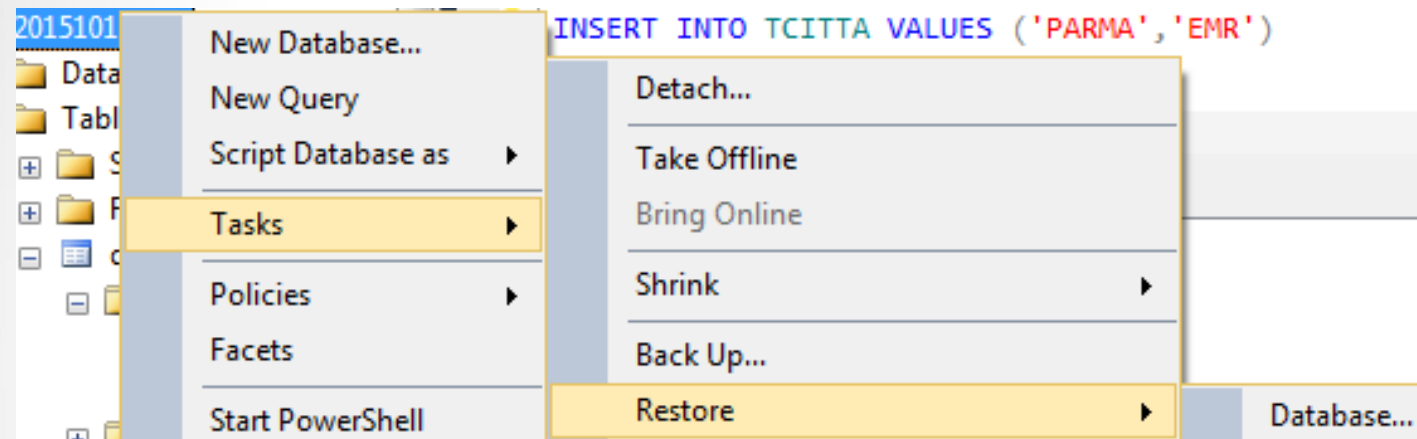 2015101
INSERT INTO TCITTA VALUES ('PARMA','EMR')
Data
Tabl
New Database...
New Query
Script Database as
Tasks
Policies
Facets
Start PowerShell
Detach...
Take Offline
Bring Online
Shrink
Back Up...
Restore
Database...